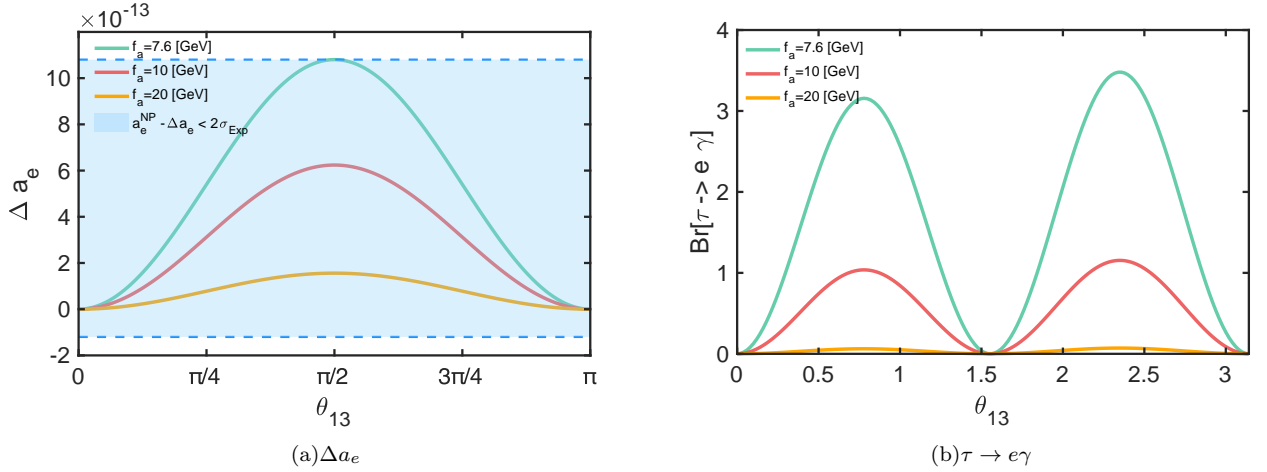 ×10⁻¹³
f_a=7.6 [GeV]
f_a=10 [GeV]
f_a=20 [GeV]
a_e^NP - Δa_e < 2σ_Exp
10
8
6
4
2
0
-2
Δ a_e
0
π/4
π/2
3π/4
π
θ_13
(a)Δa_e
f_a=7.6 [GeV]
f_a=10 [GeV]
f_a=20 [GeV]
4
3
2
1
0
Br[τ -> e γ]
0
0.5
1
1.5
2
2.5
3
θ_13
(b)τ → eγ